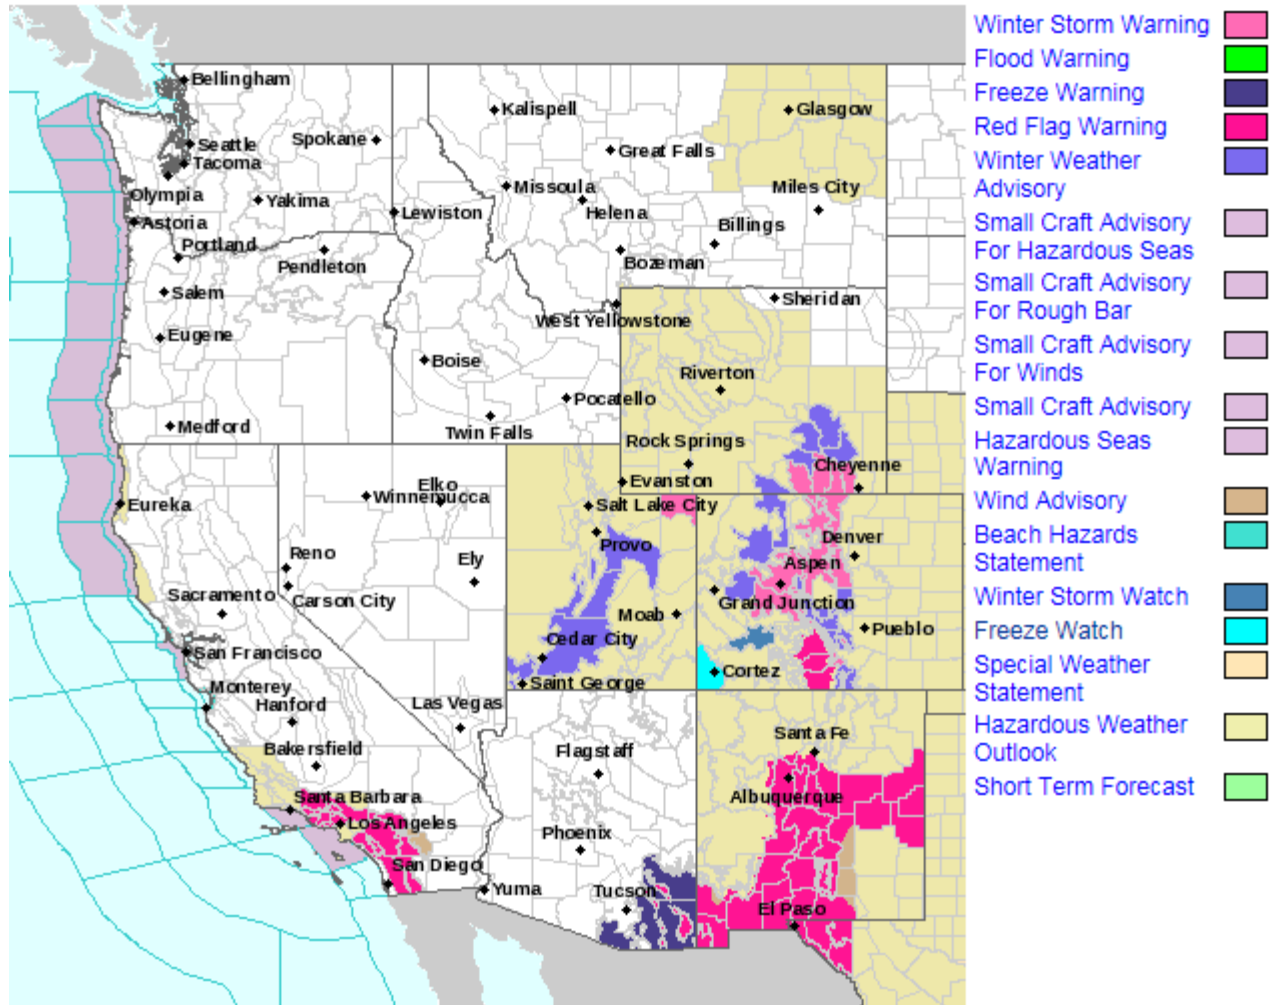 Winter Storm Warning
Flood Warning
Freeze Warning
Red Flag Warning
Winter Weather
Advisory
Small Craft Advisory
For Hazardous Seas
Small Craft Advisory
For Rough Bar
Small Craft Advisory
For Winds
Small Craft Advisory
Hazardous Seas
Warning
Wind Advisory
Beach Hazards
Statement
Winter Storm Watch
Freeze Watch
Special Weather
Statement
Hazardous Weather
Outlook
Short Term Forecast
Bellingham
Kalispell
Glasgow
Seattle
Spokane
Great Falls
Tacoma
Olympia
Missoula
Miles City
Yakima
Helena
Lewiston
Astoria
Billings
Portland
Pendleton
Bozeman
Salem
Sheridan
West Yellowstone
Eugene
Boise
Riverton
Pocatello
Medford
Twin Falls
Rock Springs
Cheyenne
Evanston
Elko
Winnemucca
Eureka
Salt Lake City
Provo
Denver
Reno
Ely
Aspen
Sacramento
Carson City
Grand Junction
Moab
Pueblo
Cedar City
San Francisco
Cortez
Saint George
Monterey
Hanford
Las Vegas
Santa Fe
Bakersfield
Flagstaff
Santa Barbara
Albuquerque
Los Angeles
Phoenix
San Diego
Yuma
Tucson
El Paso